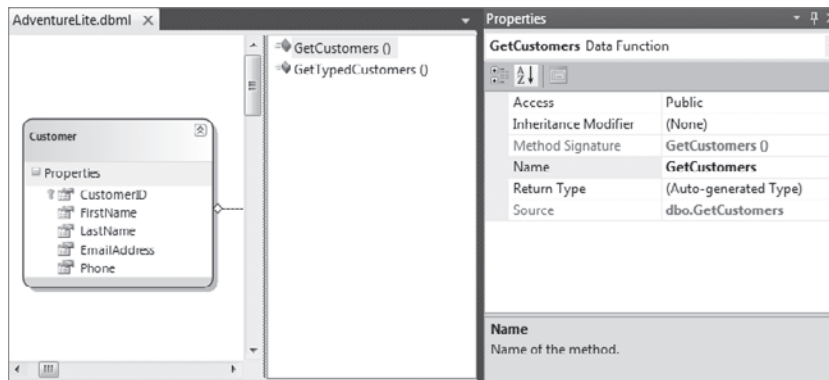 AdventureLite.dbml
Customer
Properties
CustomerID
FirstName
LastName
EmailAddress
Phone
GetCustomers ()
GetTypedCustomers ()
Properties
GetCustomers Data Function
Access Public
Inheritance Modifier (None)
Method Signature GetCustomers ()
Name GetCustomers
Return Type (Auto-generated Type)
Source dbo.GetCustomers
Name
Name of the method.